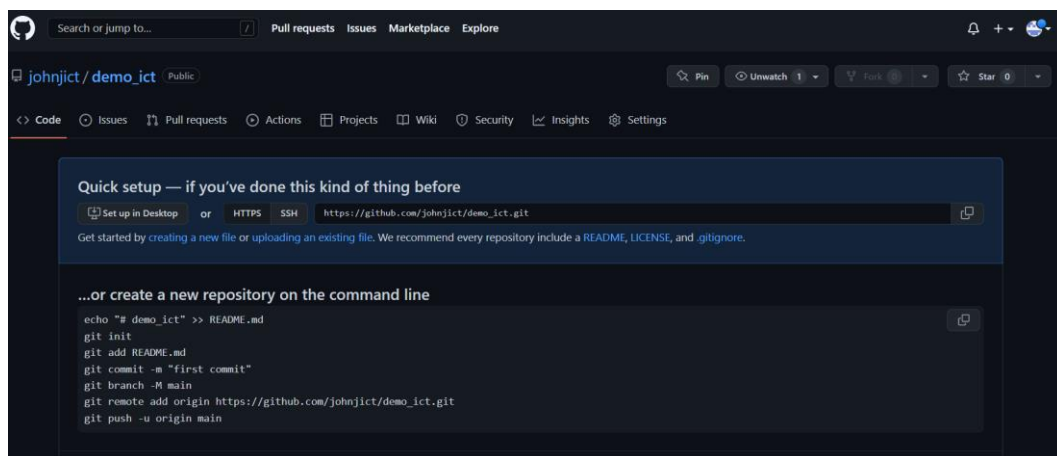 Search or jump to... / Pull requests Issues Marketplace Explore
johnjict / demo_ict Public Pin Unwatch 1 Fork 0 Star 0
<> Code Issues Pull requests Actions Projects Wiki Security Insights Settings
Quick setup — if you've done this kind of thing before
Set up in Desktop or HTTPS SSH https://github.com/johnjict/demo_ict.git
Get started by creating a new file or uploading an existing file. We recommend every repository include a README, LICENSE, and .gitignore.
...or create a new repository on the command line
echo "# demo_ict" >> README.md
git init
git add README.md
git commit -m "first commit"
git branch -M main
git remote add origin https://github.com/johnjict/demo_ict.git
git push -u origin main